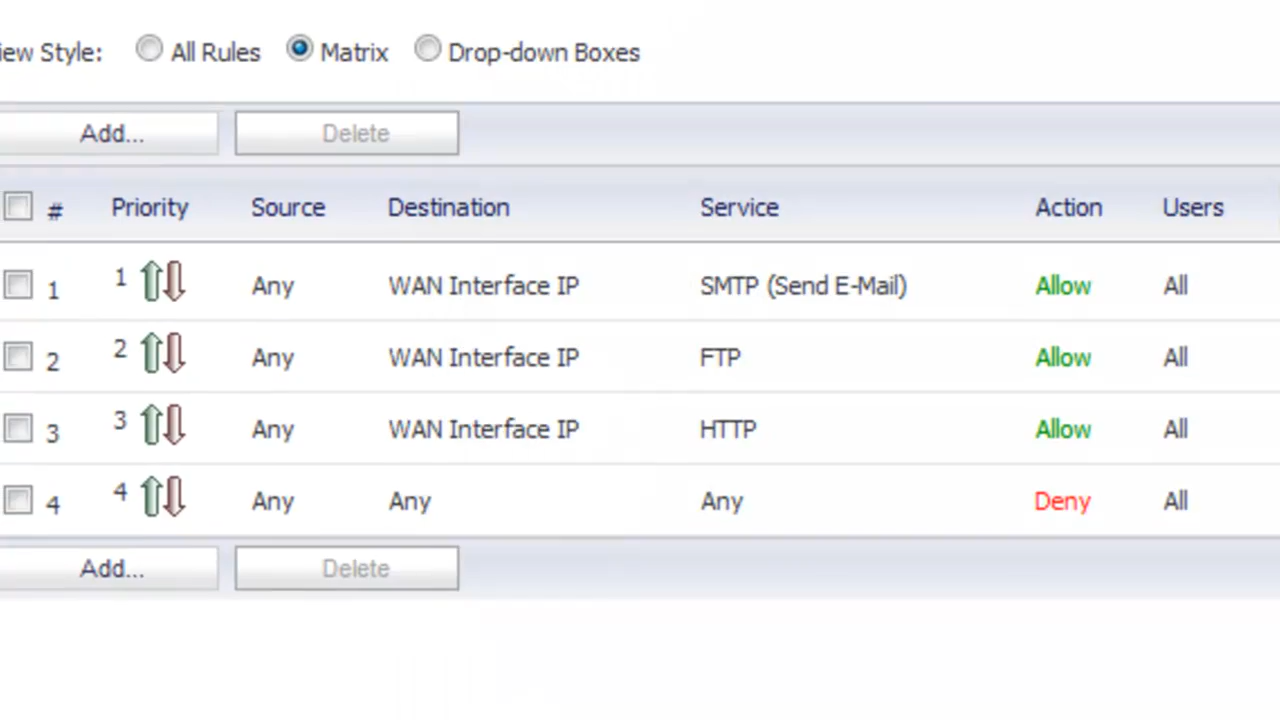 iew Style: All Rules Matrix Drop-down Boxes
Add... Delete
# Priority Source Destination Service Action Users
1 1 Any WAN Interface IP SMTP (Send E-Mail) Allow All
2 2 Any WAN Interface IP FTP Allow All
3 3 Any WAN Interface IP HTTP Allow All
4 4 Any Any Any Deny All
Add... Delete